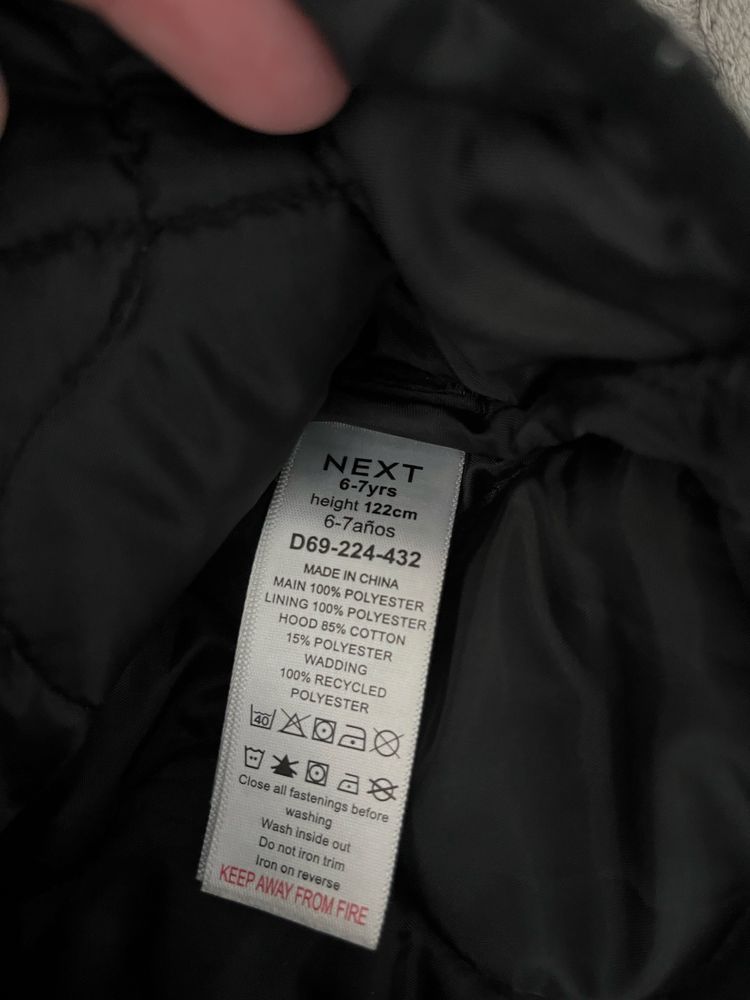 NEXT
6-7yrs
height 122cm
6-7años
D69-224-432
MADE IN CHINA
MAIN 100% POLYESTER
LINING 100% POLYESTER
HOOD 85% COTTON
15% POLYESTER
WADDING
100% RECYCLED
POLYESTER
40
Close all fastenings before
washing
Wash inside out
Do not iron trim
Iron on reverse
KEEP AWAY FROM FIRE